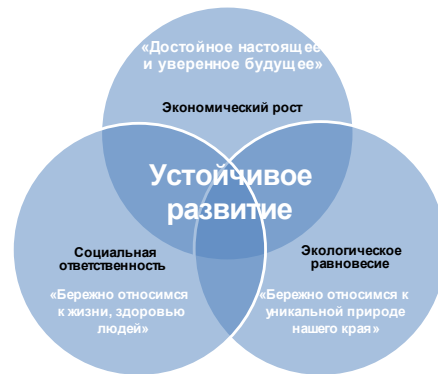 «Достойное настоящее
и уверенное будущее»
Экономический рост
Устойчивое
развитие
Социальная
ответственность
«Бережно относимся
к жизни, здоровью
людей»
Экологическое
равновесие
«Бережно относимся к
уникальной природе
нашего края»